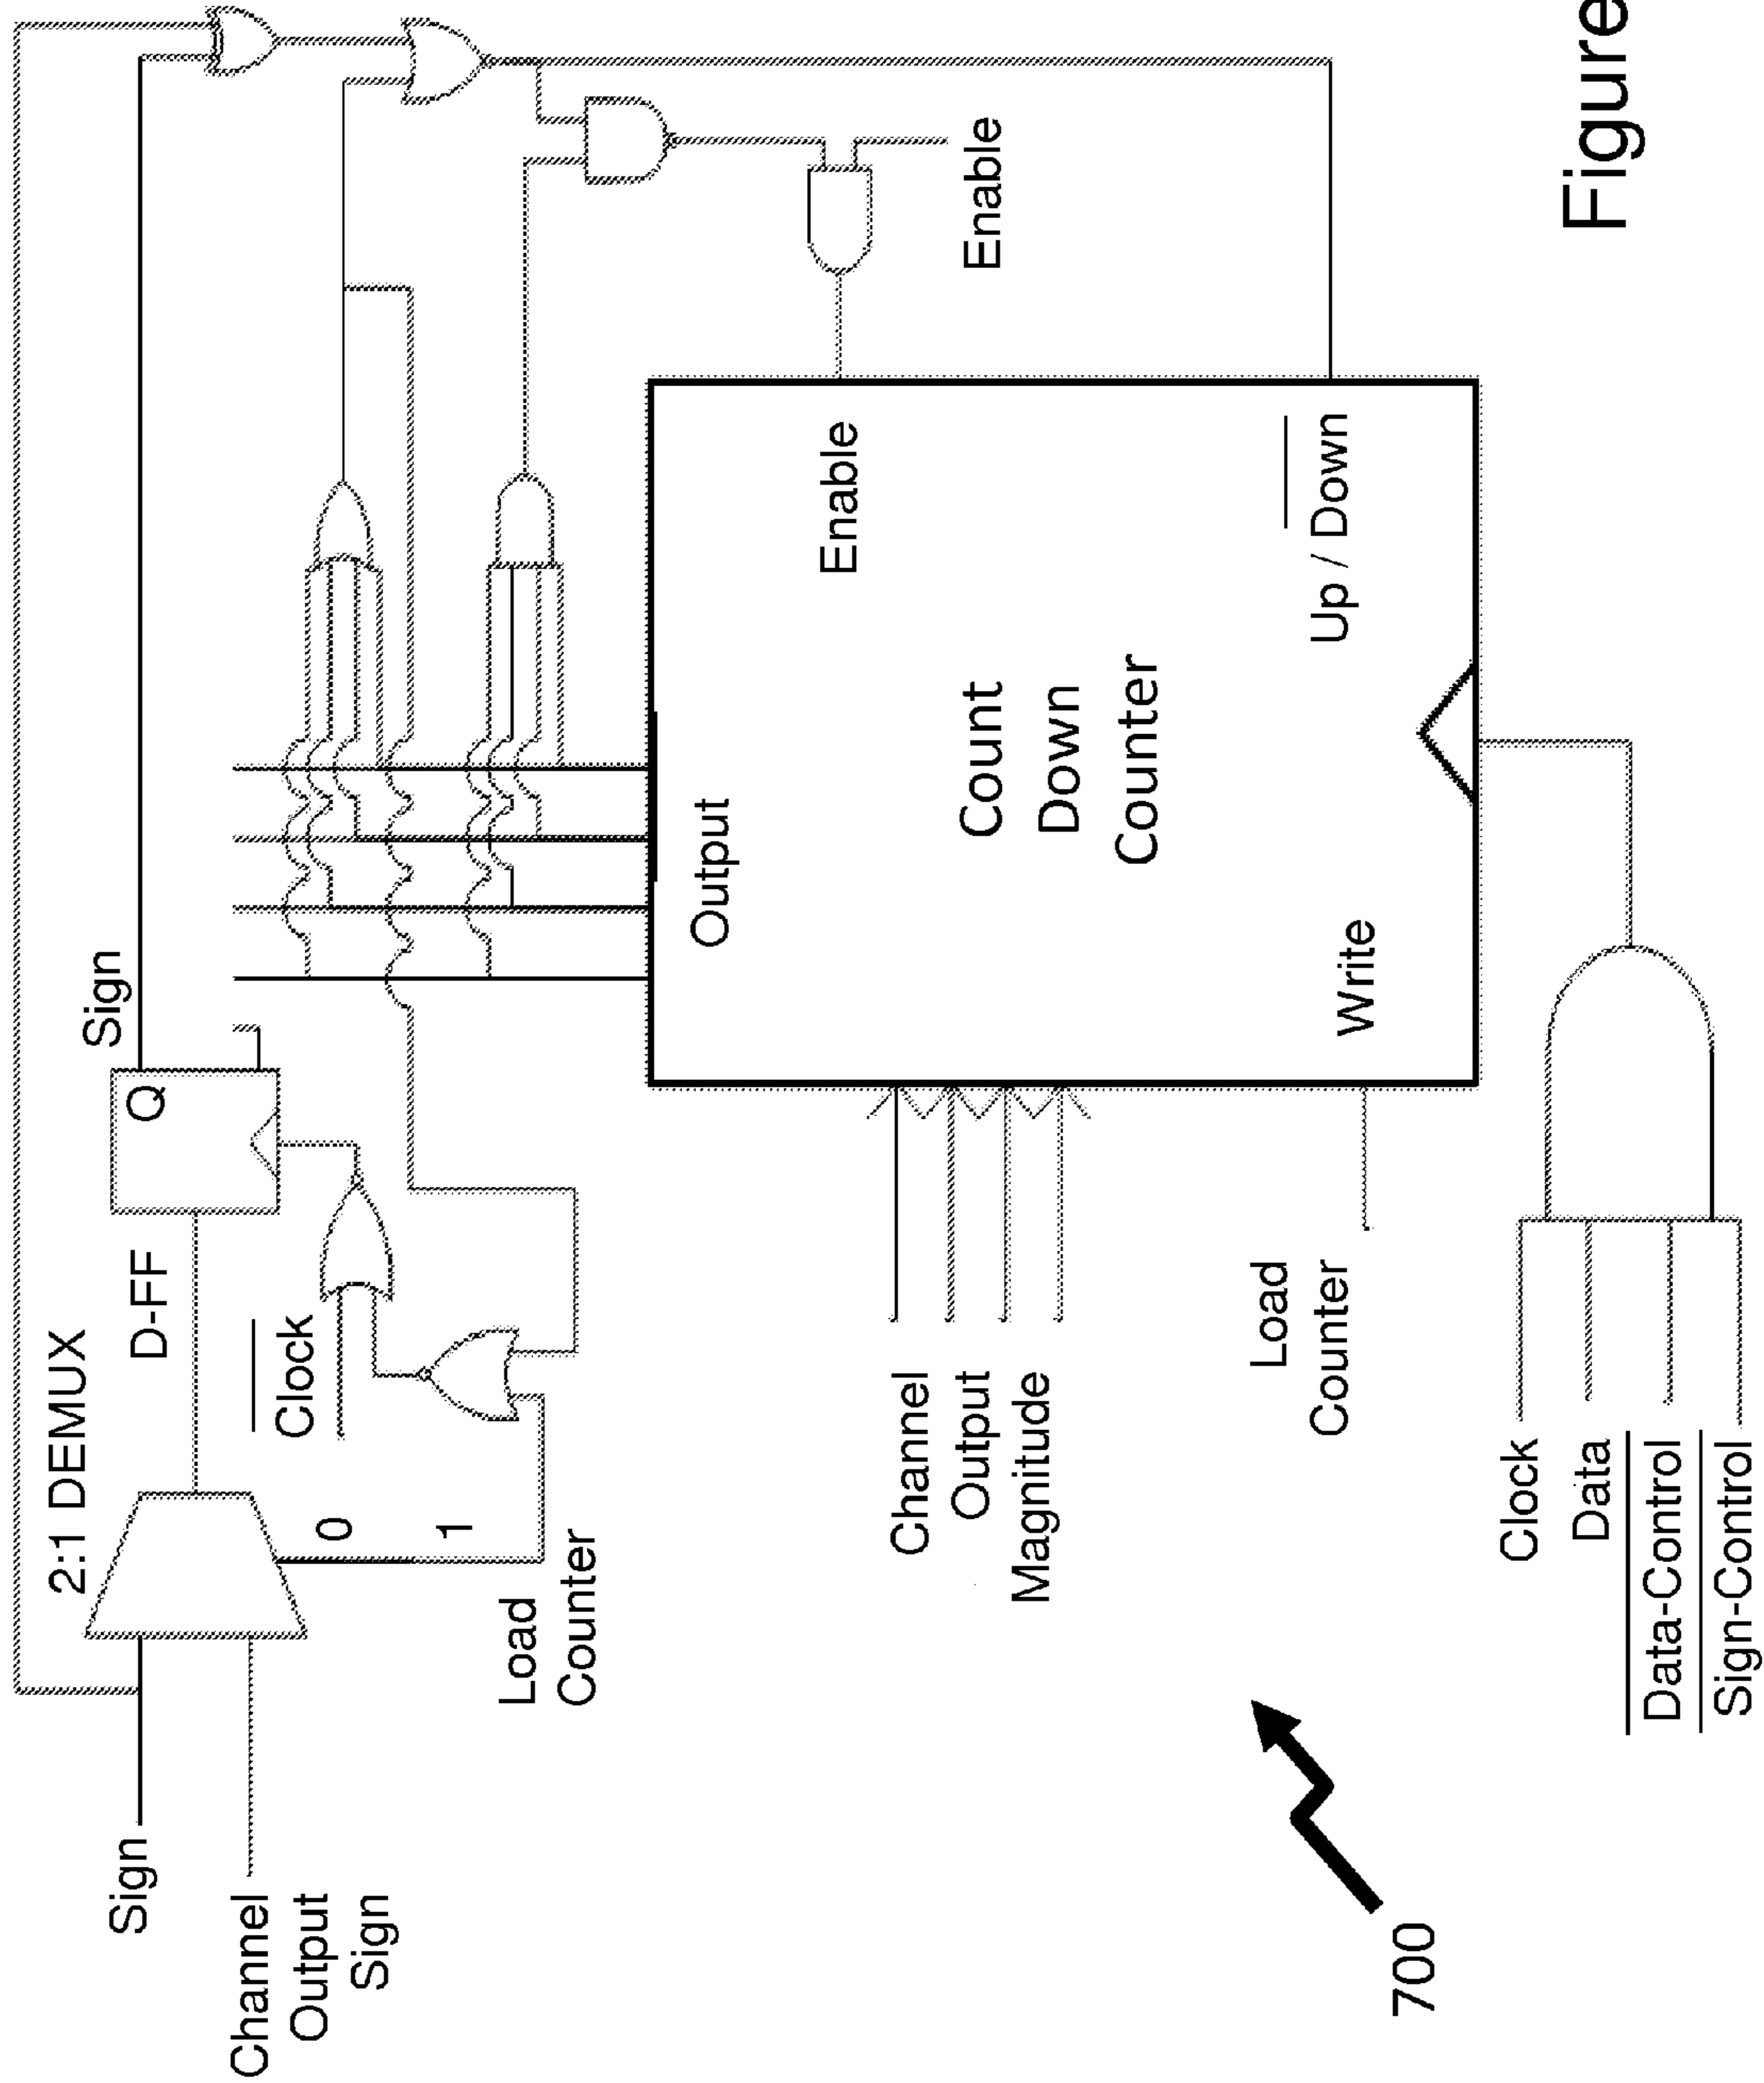 Sign
Channel
Output
Sign
2:1 DEMUX
0
1
Load
Counter
D-FF
Clock
Q
Sign
Output
Enable
Enable
Count
Down
Counter
Up / Down
Write
Channel
Output
Magnitude
Load
Counter
Clock
Data
Data-Control
Sign-Control
700
Figure